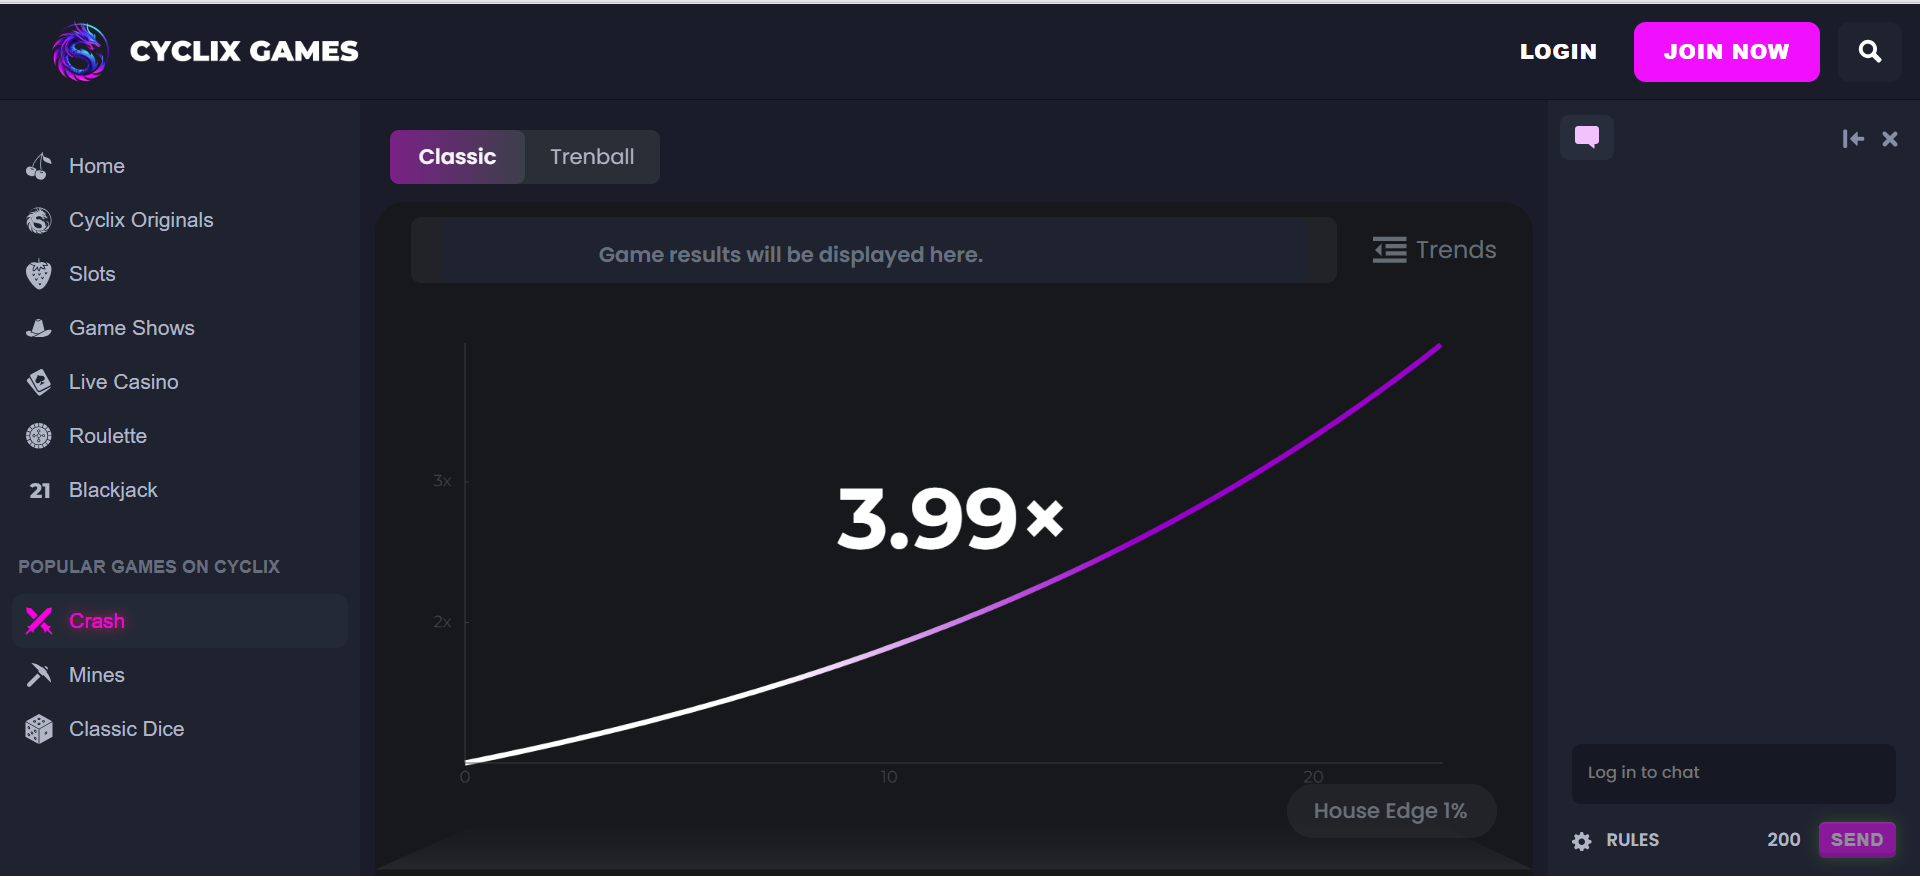 CYCLIX GAMES
LOGIN
JOIN NOW
Home
Cyclix Originals
Slots
Game Shows
Live Casino
Roulette
21 Blackjack
POPULAR GAMES ON CYCLIX
Crash
Mines
Classic Dice
Classic
Trenball
Game results will be displayed here.
Trends
3x
2x
3.99×
0
10
20
House Edge 1%
Log in to chat
RULES
200
SEND